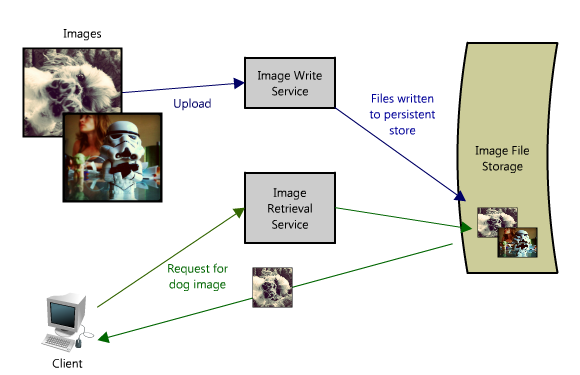 Images
Upload
Image Write
Service
Files written
to persistent
store
Image File
Storage
Image
Retrieval
Service
Request for
dog image
Client